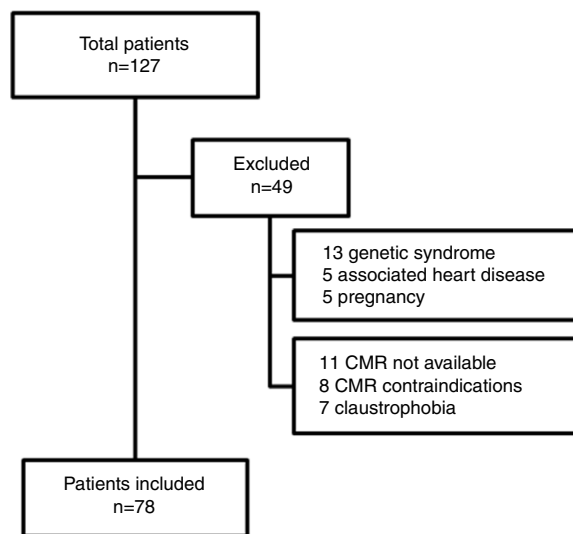 Total patients
n=127
Excluded
n=49
13 genetic syndrome
5 associated heart disease
5 pregnancy
11 CMR not available
8 CMR contraindications
7 claustrophobia
Patients included
n=78